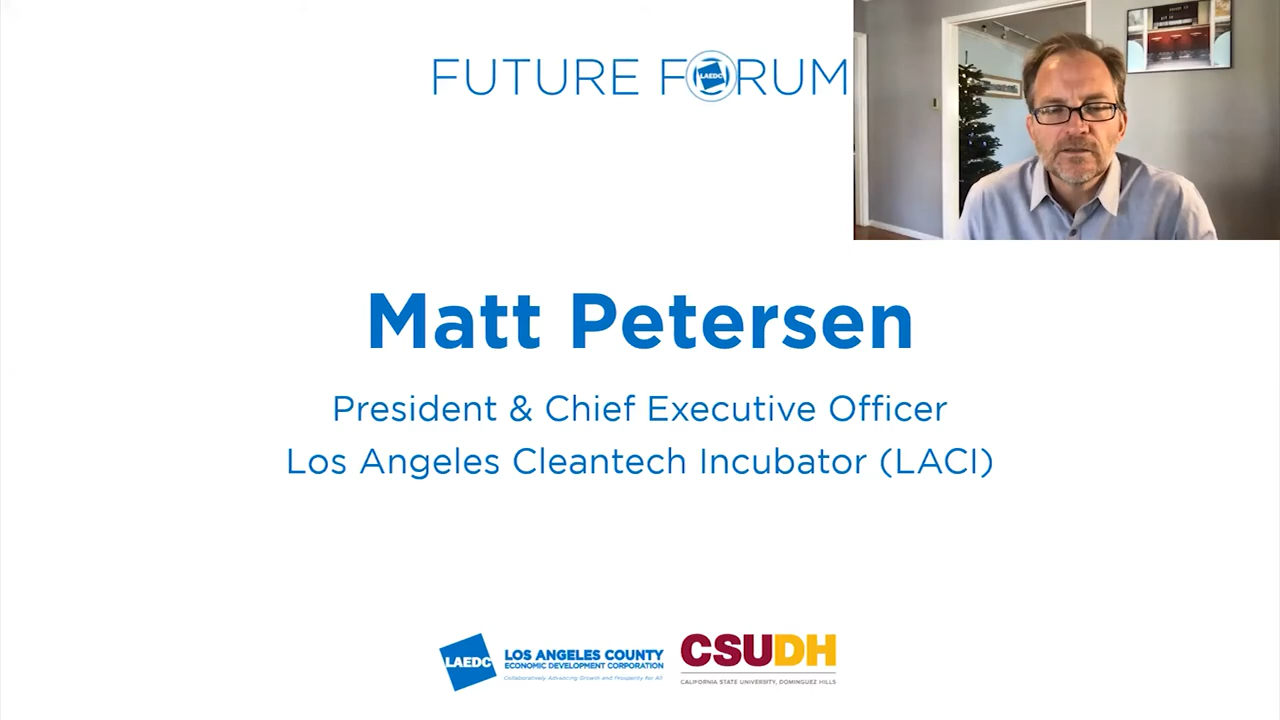 FUTURE FORUM
LAEDC
Matt Petersen
President & Chief Executive Officer
Los Angeles Cleantech Incubator (LACI)
LAEDC
LOS ANGELES COUNTY
ECONOMIC DEVELOPMENT CORPORATION
Collaboratively Advancing Growth and Prosperity for All
CSUDH
CALIFORNIA STATE UNIVERSITY, DOMINGUEZ HILLS